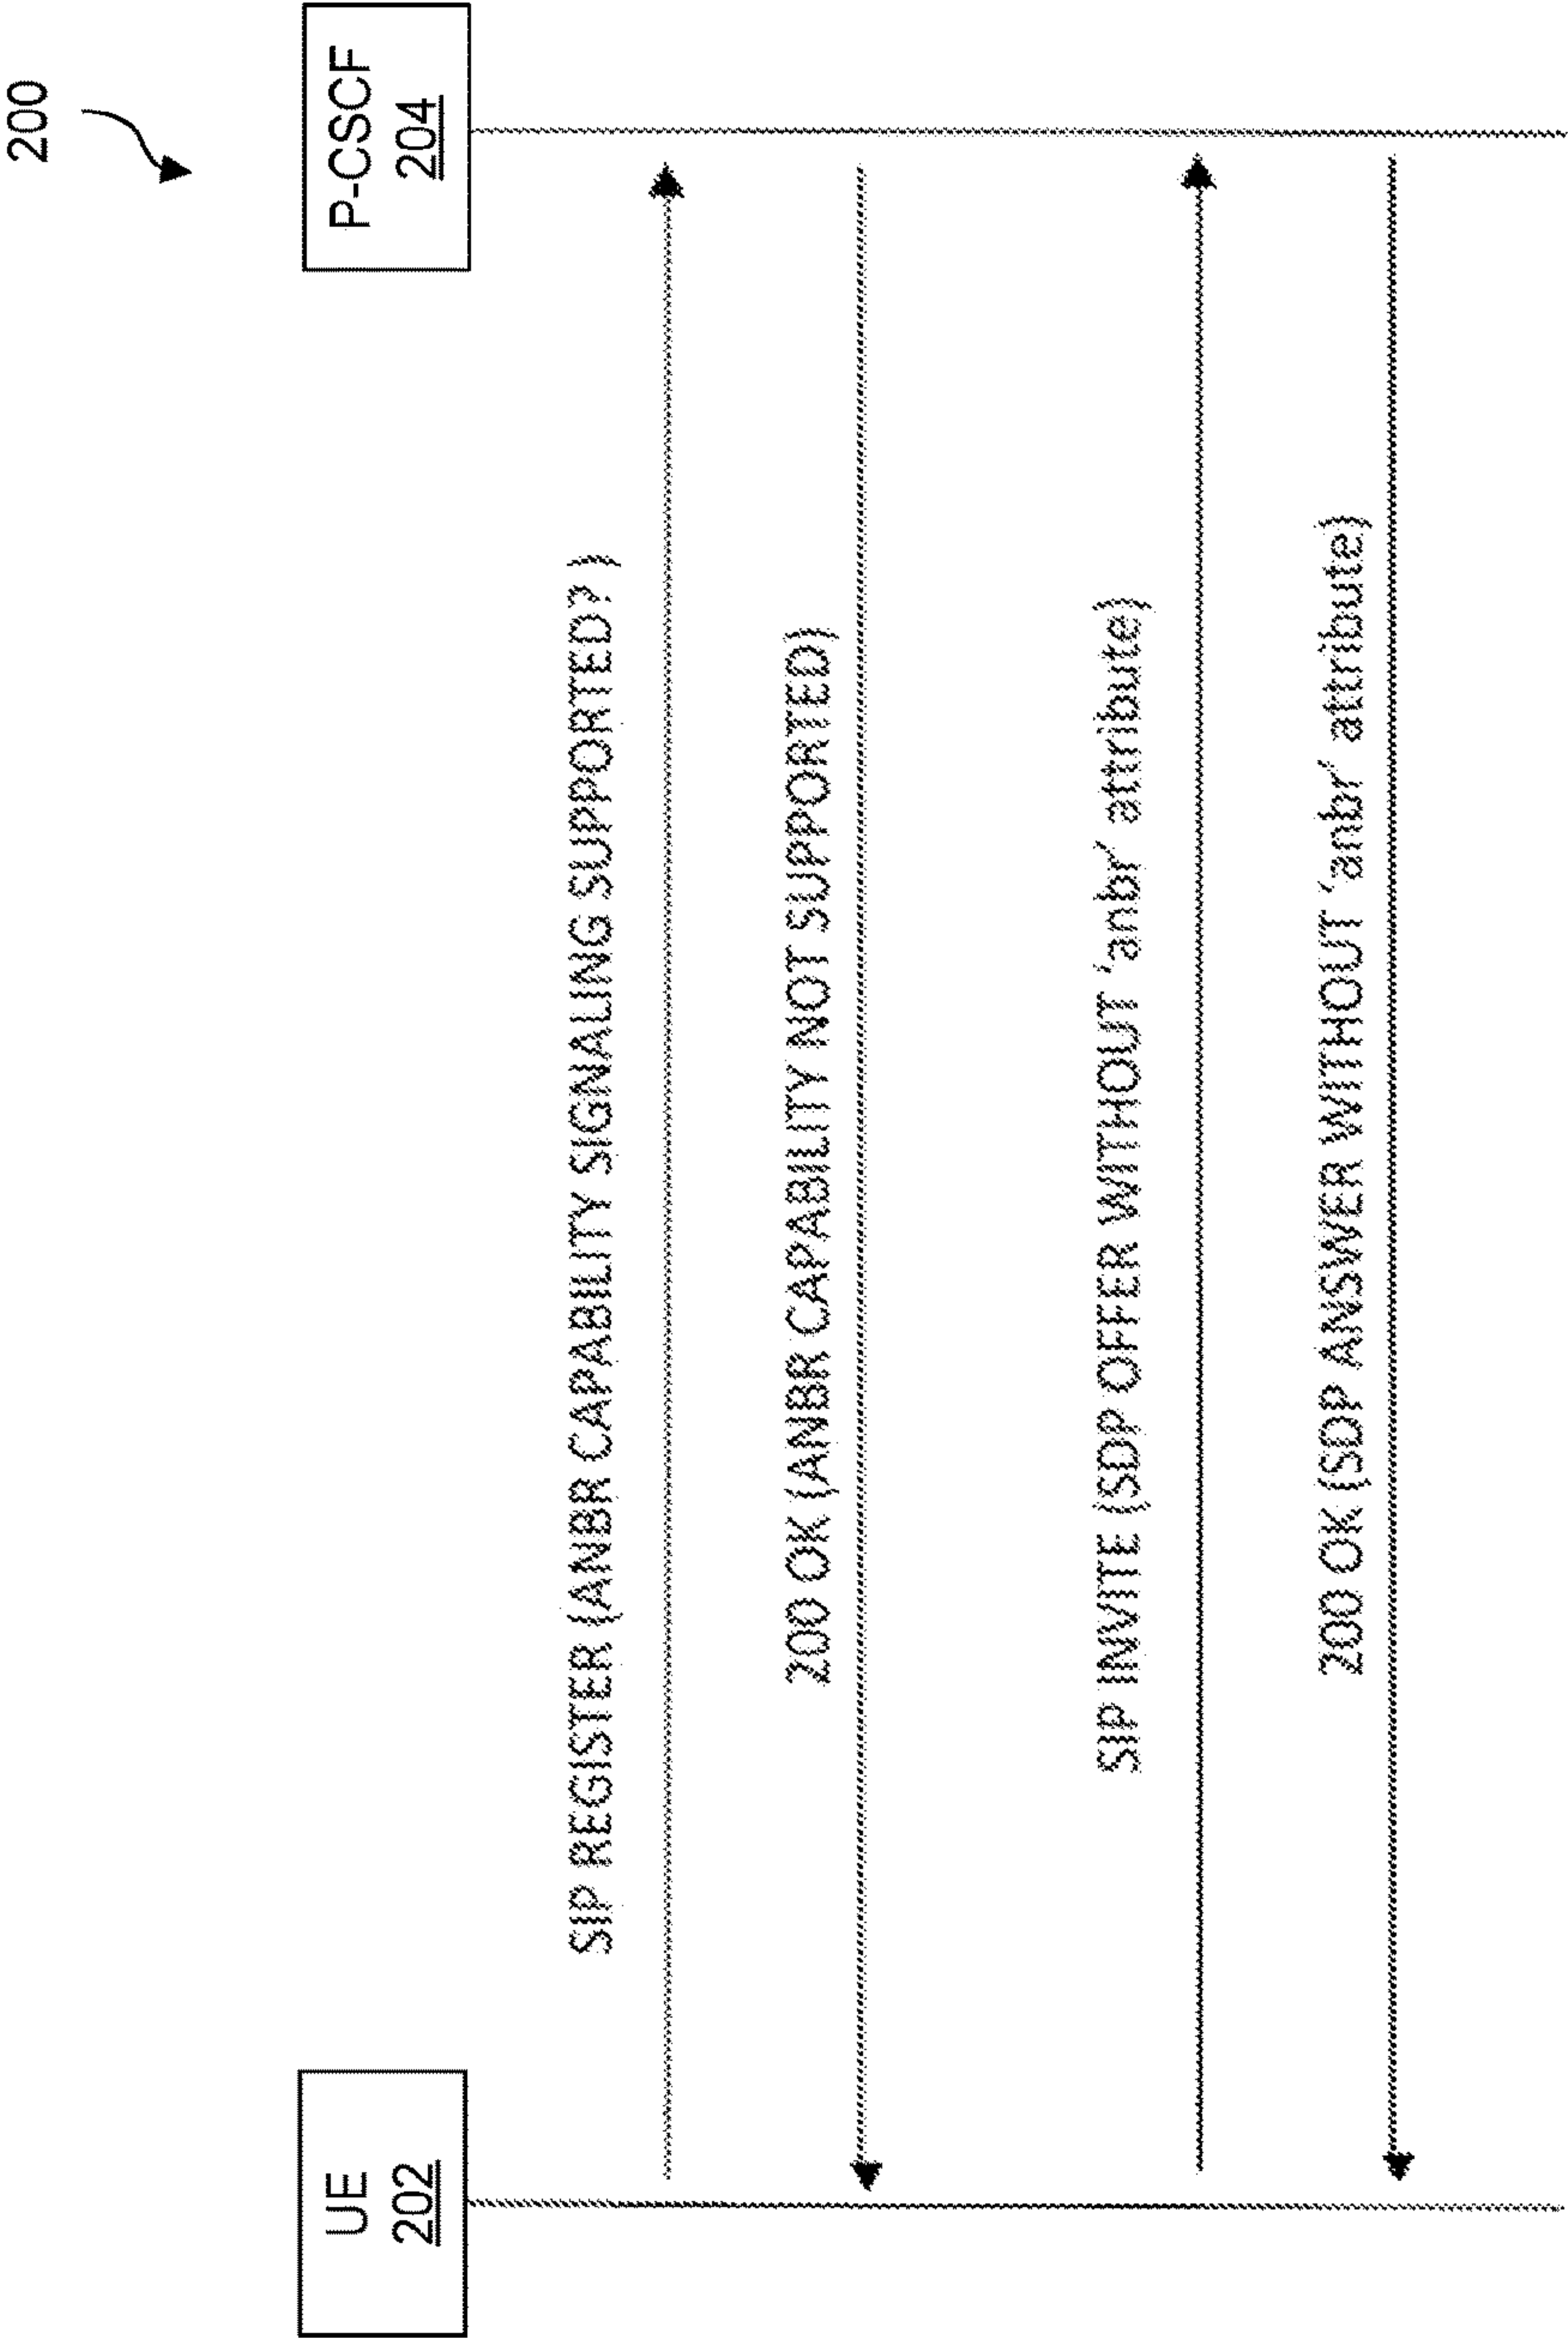 200
UE
202
P-CSCF
204
SIP REGISTER (ANBR CAPABILITY SIGNALING SUPPORTED? )
200 OK (ANBR CAPABILITY NOT SUPPORTED)
SIP INVITE (SDP OFFER WITHOUT 'anbr' attribute)
200 OK (SDP ANSWER WITHOUT 'anbr' attribute)